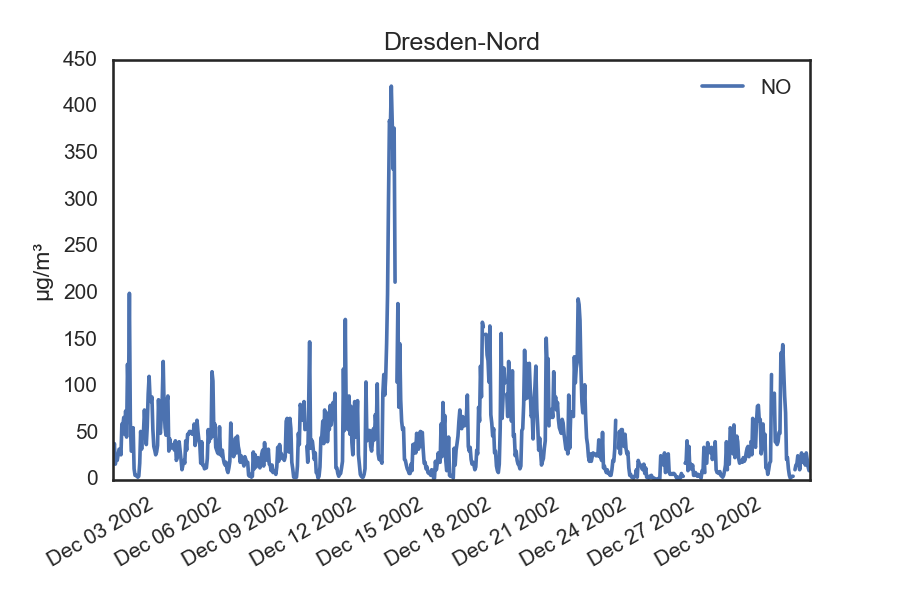 Dresden-Nord
450
400
350
300
250
200
150
100
50
0
µg/m³
NO
Dec 03 2002
Dec 06 2002
Dec 09 2002
Dec 12 2002
Dec 15 2002
Dec 18 2002
Dec 21 2002
Dec 24 2002
Dec 27 2002
Dec 30 2002